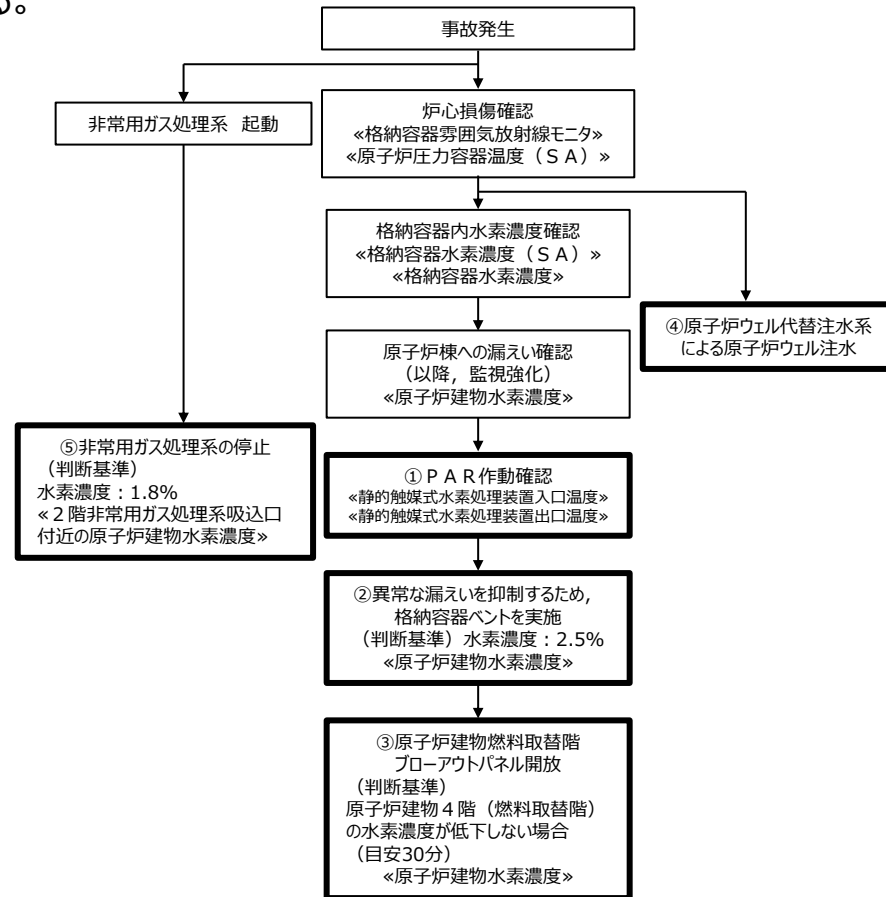 る。
事故発生
非常用ガス処理系 起動
炉心損傷確認
≪格納容器雰囲気放射線モニタ≫
≪原子炉圧力容器温度（ＳＡ）≫
格納容器内水素濃度確認
≪格納容器水素濃度（ＳＡ）≫
≪格納容器水素濃度≫
④原子炉ウェル代替注水系
による原子炉ウェル注水
原子炉棟への漏えい確認
（以降，監視強化）
≪原子炉建物水素濃度≫
⑤非常用ガス処理系の停止
（判断基準）
水素濃度：1.8%
≪２階非常用ガス処理系吸込口
付近の原子炉建物水素濃度≫
①ＰＡＲ作動確認
≪静的触媒式水素処理装置入口温度≫
≪静的触媒式水素処理装置出口温度≫
②異常な漏えいを抑制するため，
格納容器ベントを実施
（判断基準）水素濃度：2.5%
≪原子炉建物水素濃度≫
③原子炉建物燃料取替階
ブローアウトパネル開放
（判断基準）
原子炉建物４階（燃料取替階）
の水素濃度が低下しない場合
（目安30分）
≪原子炉建物水素濃度≫